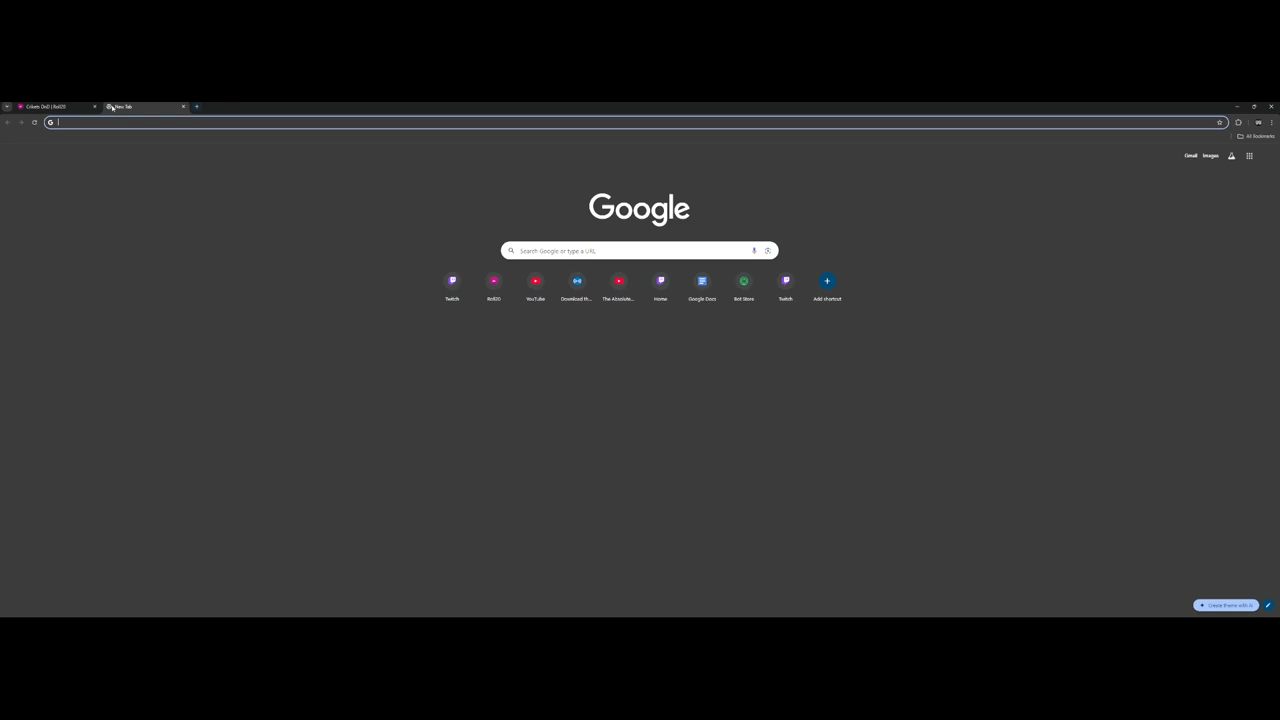 Crikets DnD | Roll20
New Tab
All Bookmarks
Gmail Images
Google
Search Google or type a URL
Twitch Roll20 YouTube Download th... The Absolute... Home Google Docs Bot Store Twitch Add shortcut
Create theme with AI